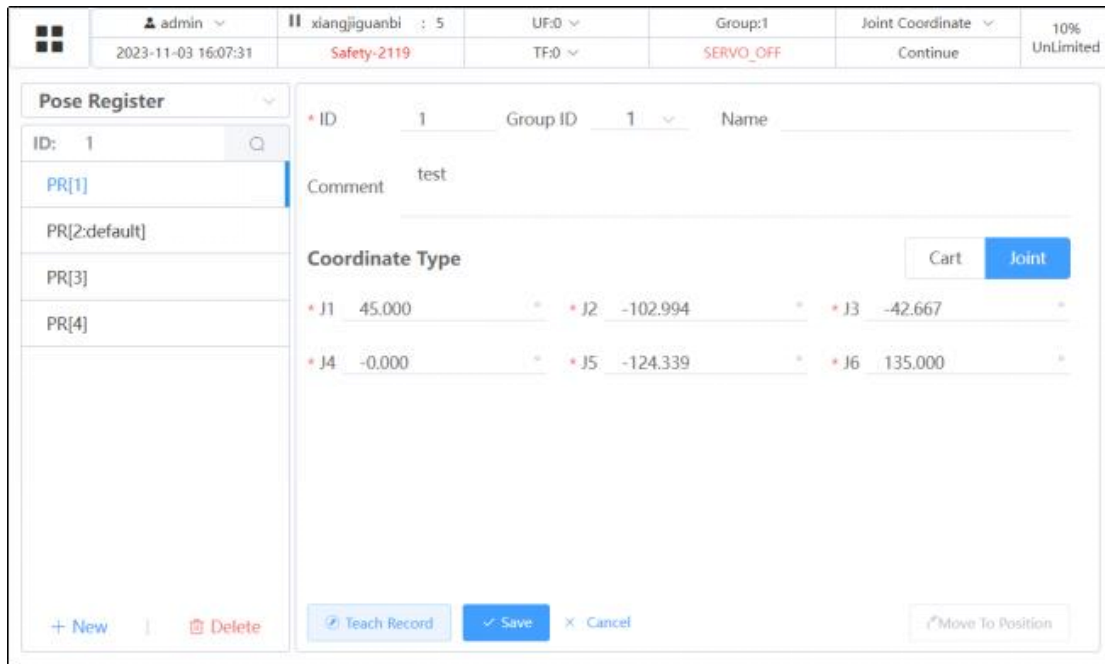 admin xiangjiguanbi : 5 UF:0 Group:1 Joint Coordinate 10%
2023-11-03 16:07:31 Safety-2119 TF:0 SERVO_OFF Continue UnLimited
Pose Register
ID: 1
PR[1]
PR[2:default]
PR[3]
PR[4]
+ New | Delete
* ID 1 Group ID 1 Name
Comment test
Coordinate Type Cart Joint
* J1 45.000 ° * J2 -102.994 ° * J3 -42.667 °
* J4 -0.000 ° * J5 -124.339 ° * J6 135.000 °
Teach Record Save × Cancel Move To Position